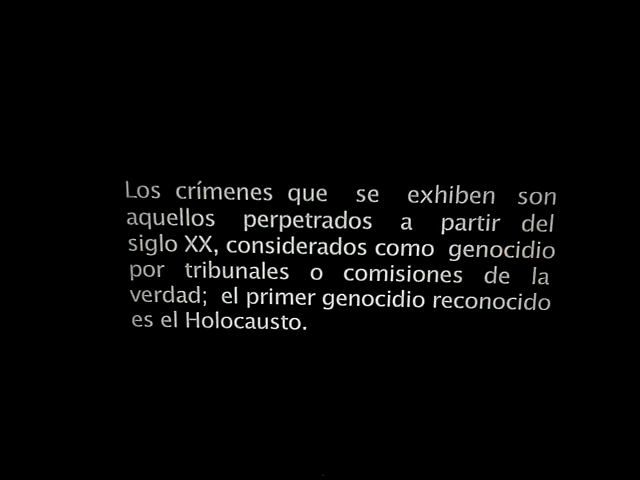 Los crímenes que se exhiben son
aquellos perpetrados a partir del
siglo XX, considerados como genocidio
por tribunales o comisiones de la
verdad; el primer genocidio reconocido
es el Holocausto.